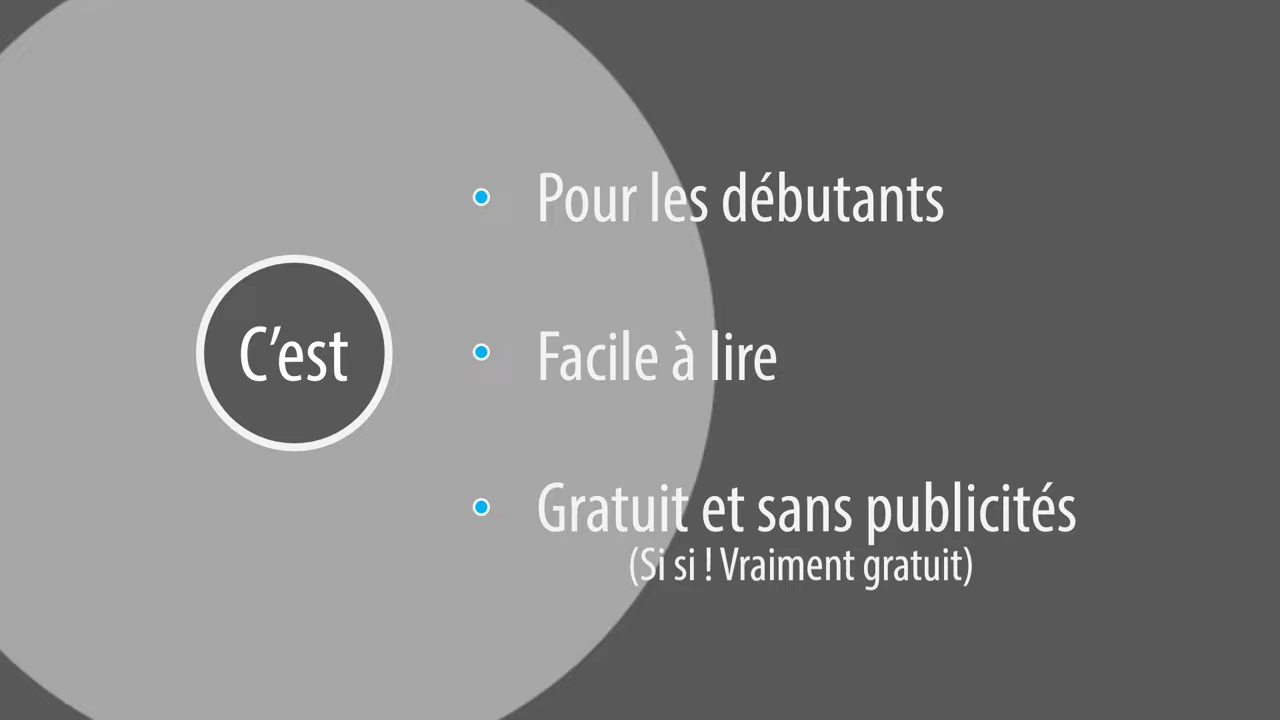 C’est
Pour les débutants
Facile à lire
Gratuit et sans publicités
(Si si ! Vraiment gratuit)